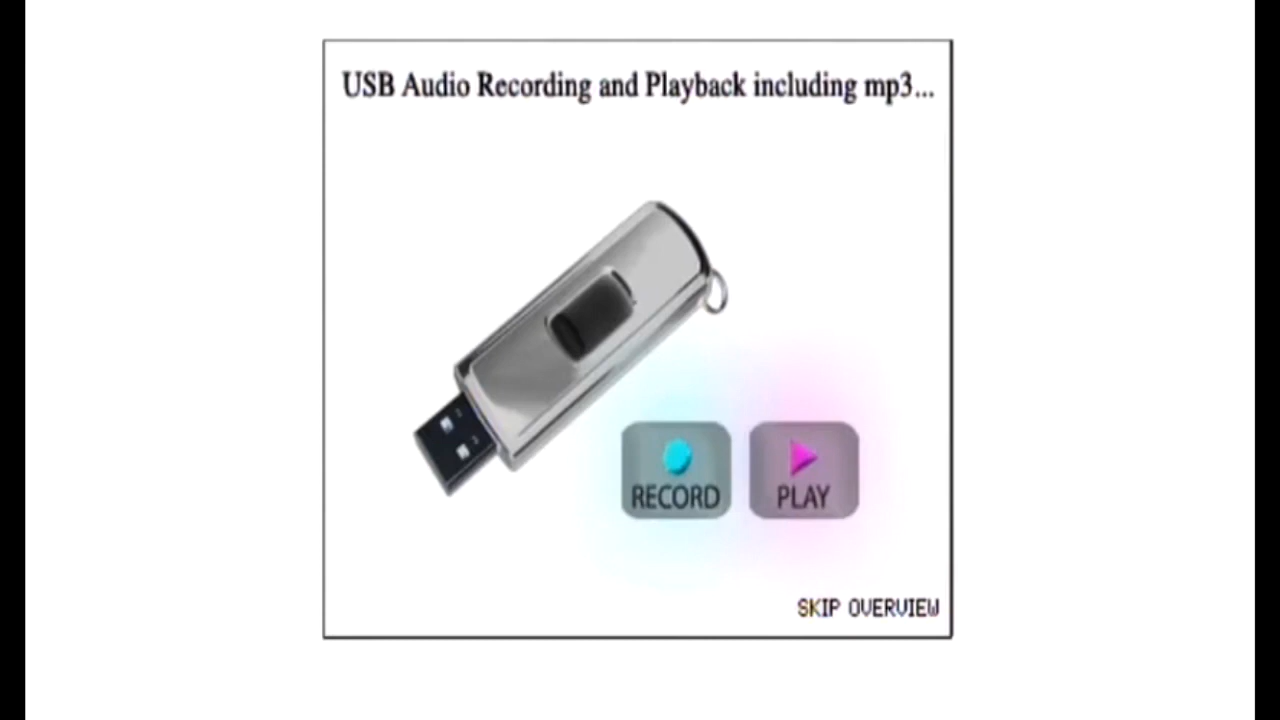 USB Audio Recording and Playback including mp3...
RECORD
PLAY
SKIP OVERVIEW